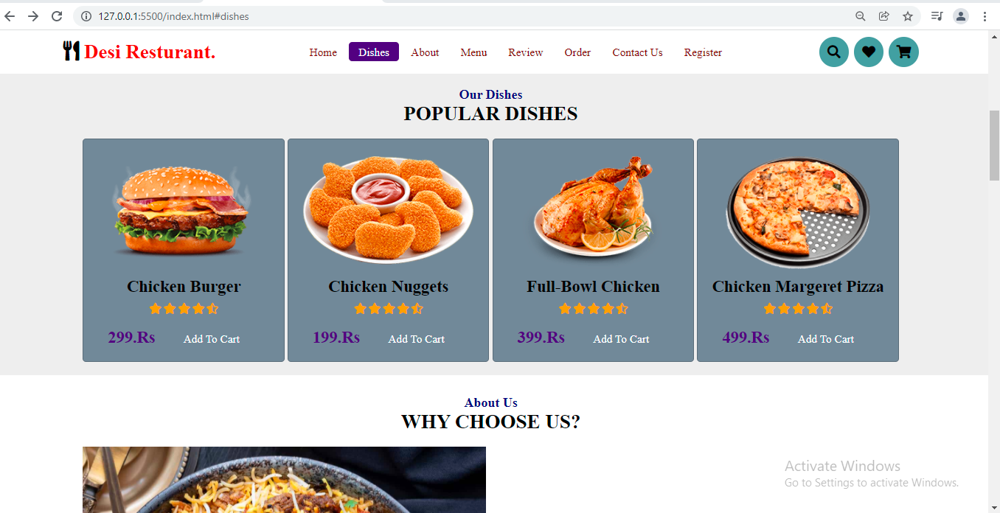 127.0.0.1:5500/index.html#dishes
Desi Resturant.
Home Dishes About Menu Review Order Contact Us Register
Our Dishes
POPULAR DISHES
Chicken Burger Chicken Nuggets Full-Bowl Chicken Chicken Margeret Pizza
299.Rs Add To Cart 199.Rs Add To Cart 399.Rs Add To Cart 499.Rs Add To Cart
About Us
WHY CHOOSE US?
Activate Windows
Go to Settings to activate Windows.